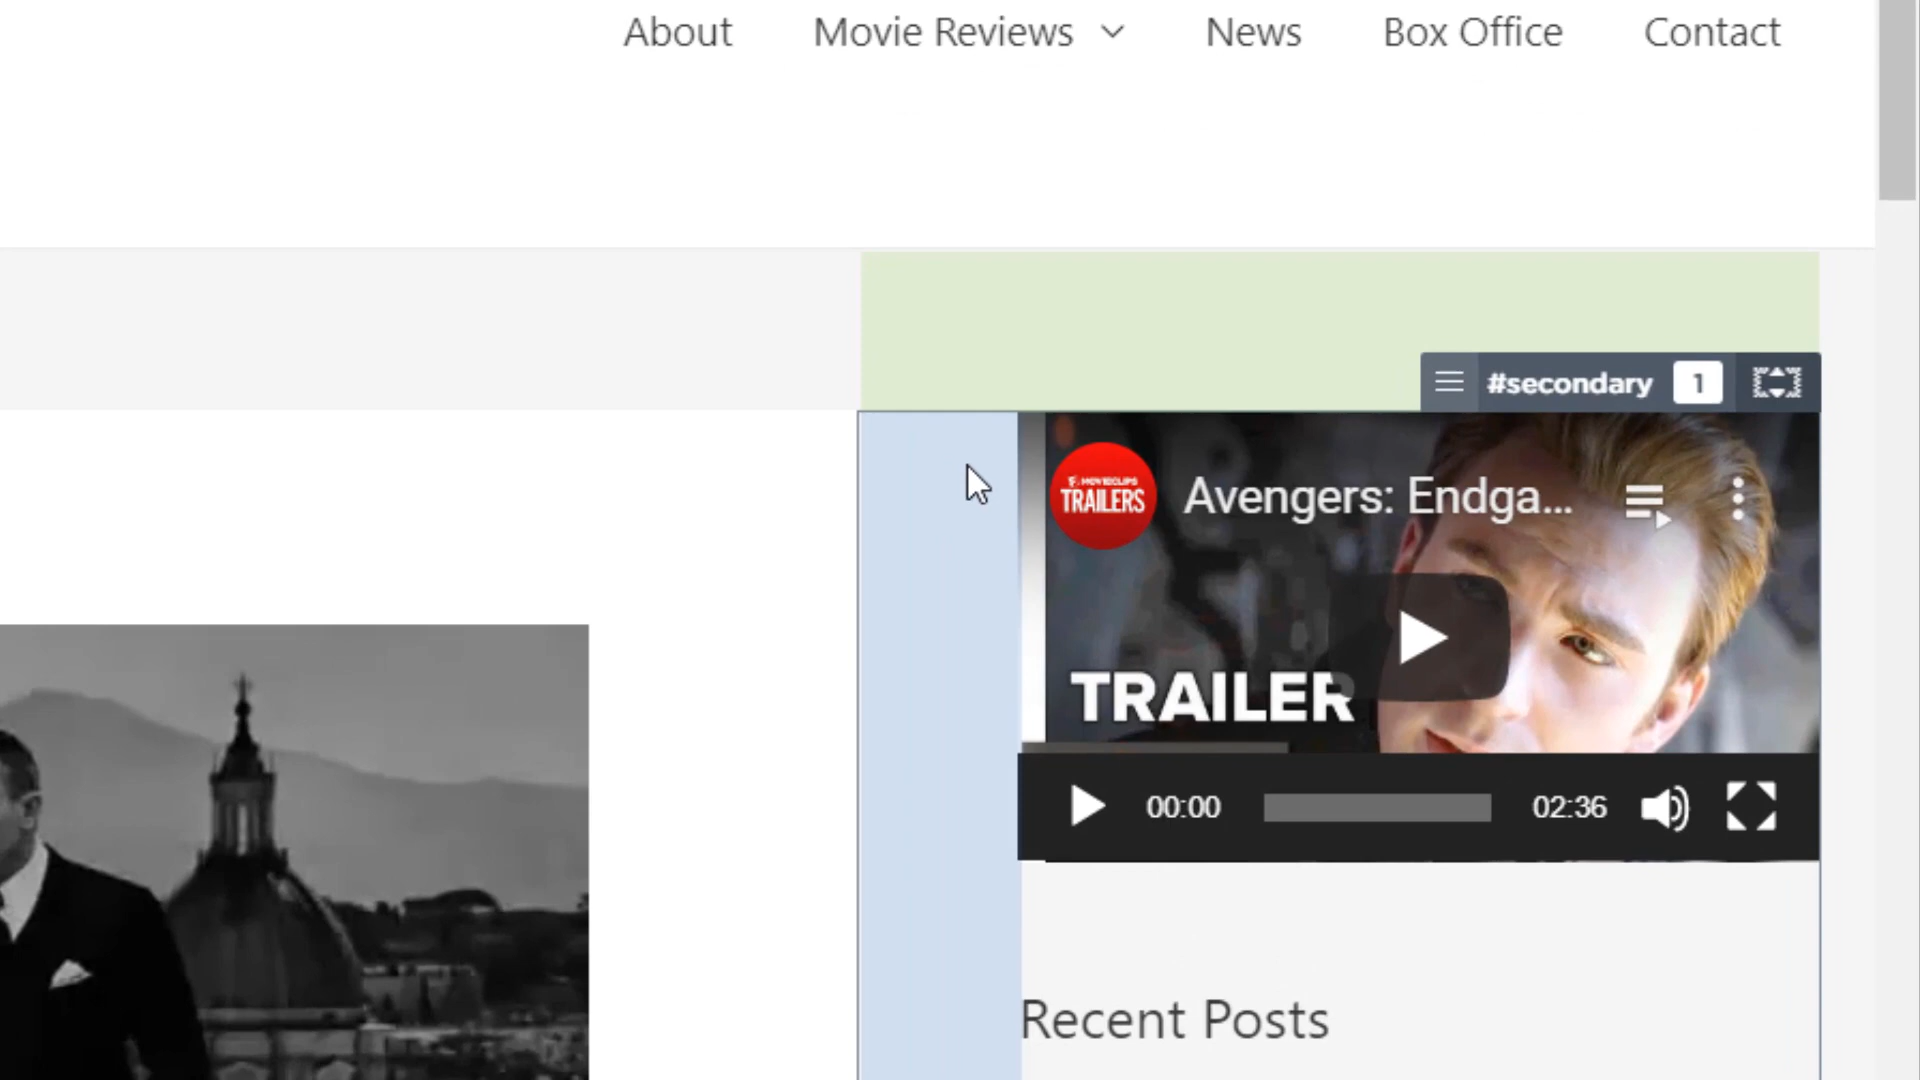 About Movie Reviews News Box Office Contact
#secondary 1
MOVIECLIPS
TRAILERS
Avengers: Endga...
TRAILER
00:00 02:36
Recent Posts